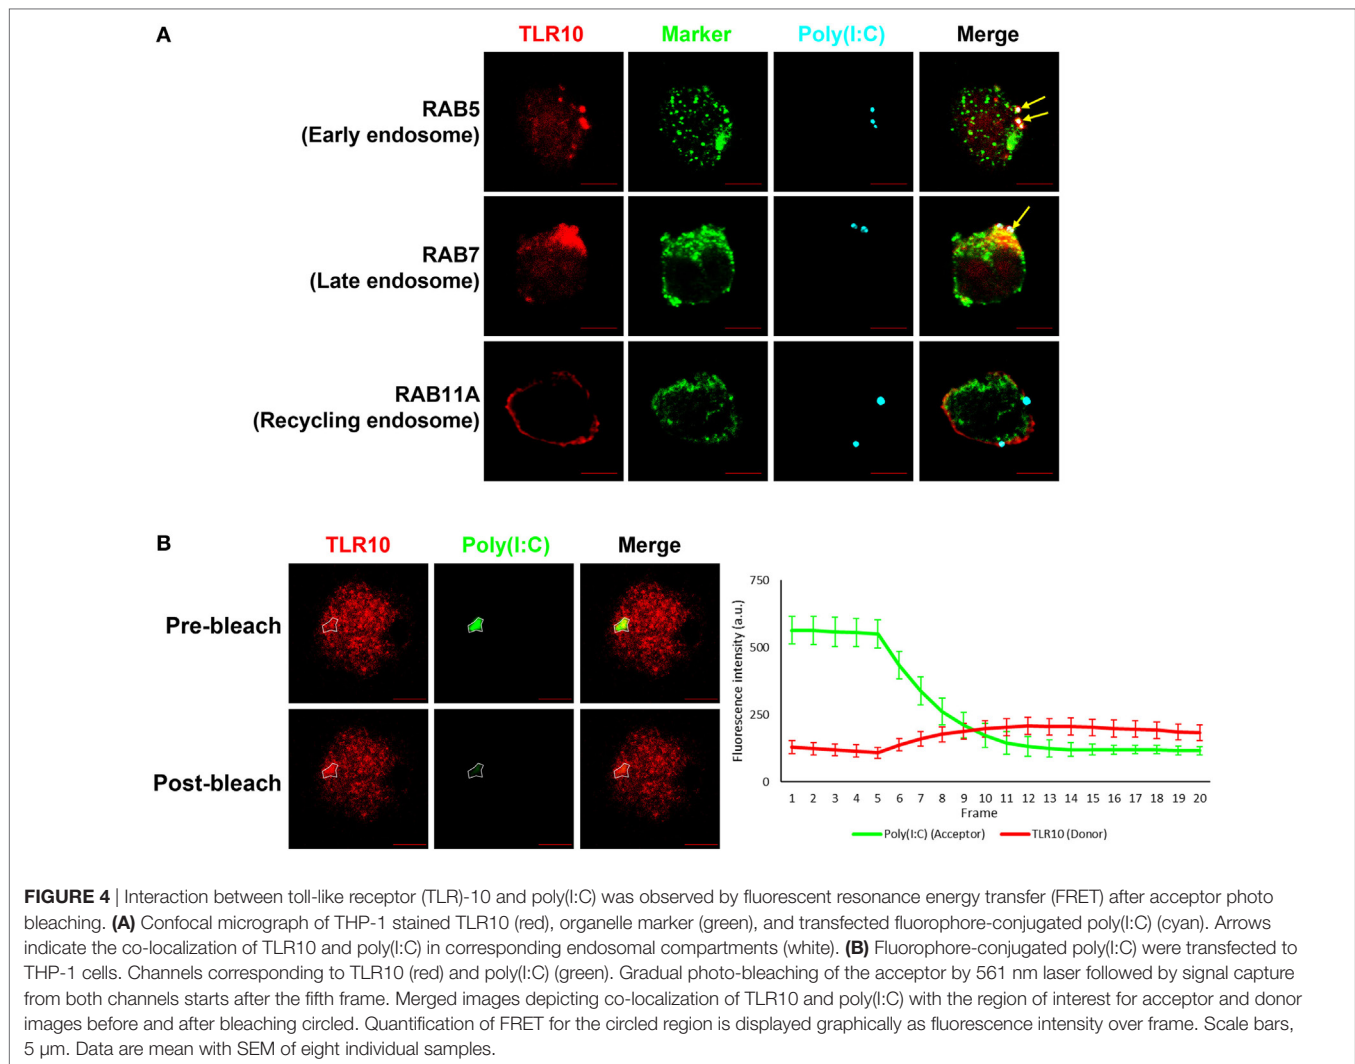 A
TLR10 Marker Poly(I:C) Merge
RAB5
(Early endosome)
RAB7
(Late endosome)
RAB11A
(Recycling endosome)
B
TLR10 Poly(I:C) Merge
Pre-bleach
Post-bleach
750
500
250
0
Fluorescence intensity (a.u.)
1 2 3 4 5 6 7 8 9 10 11 12 13 14 15 16 17 18 19 20
Frame
Poly(I:C) (Acceptor) TLR10 (Donor)
FIGURE 4 | Interaction between toll-like receptor (TLR)-10 and poly(I:C) was observed by fluorescent resonance energy transfer (FRET) after acceptor photo
bleaching. (A) Confocal micrograph of THP-1 stained TLR10 (red), organelle marker (green), and transfected fluorophore-conjugated poly(I:C) (cyan). Arrows
indicate the co-localization of TLR10 and poly(I:C) in corresponding endosomal compartments (white). (B) Fluorophore-conjugated poly(I:C) were transfected to
THP-1 cells. Channels corresponding to TLR10 (red) and poly(I:C) (green). Gradual photo-bleaching of the acceptor by 561 nm laser followed by signal capture
from both channels starts after the fifth frame. Merged images depicting co-localization of TLR10 and poly(I:C) with the region of interest for acceptor and donor
images before and after bleaching circled. Quantification of FRET for the circled region is displayed graphically as fluorescence intensity over frame. Scale bars,
5 µm. Data are mean with SEM of eight individual samples.